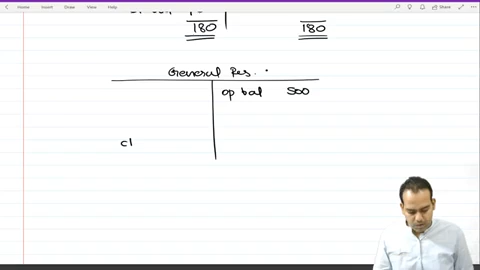 Home Insert Draw View Help
Share
180 180
General Res.
op bal 500
cl